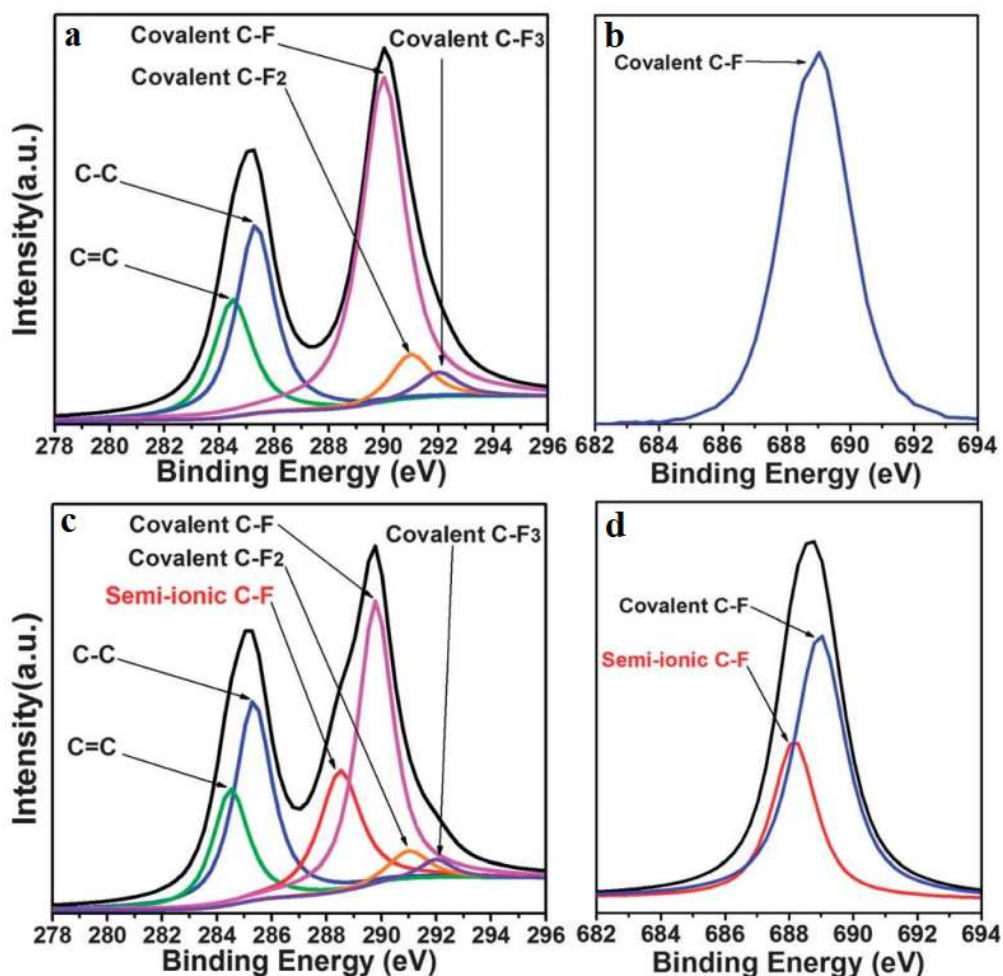 a
Covalent C-F
Covalent C-F3
Covalent C-F2
C-C
C=C
Intensity(a.u.)
278 280 282 284 286 288 290 292 294 296
Binding Energy (eV)
b
Covalent C-F
682 684 686 688 690 692 694
Binding Energy (eV)
c
Covalent C-F
Covalent C-F3
Covalent C-F2
Semi-ionic C-F
C-C
C=C
Intensity(a.u.)
278 280 282 284 286 288 290 292 294 296
Binding Energy (eV)
d
Covalent C-F
Semi-ionic C-F
682 684 686 688 690 692 694
Binding Energy (eV)